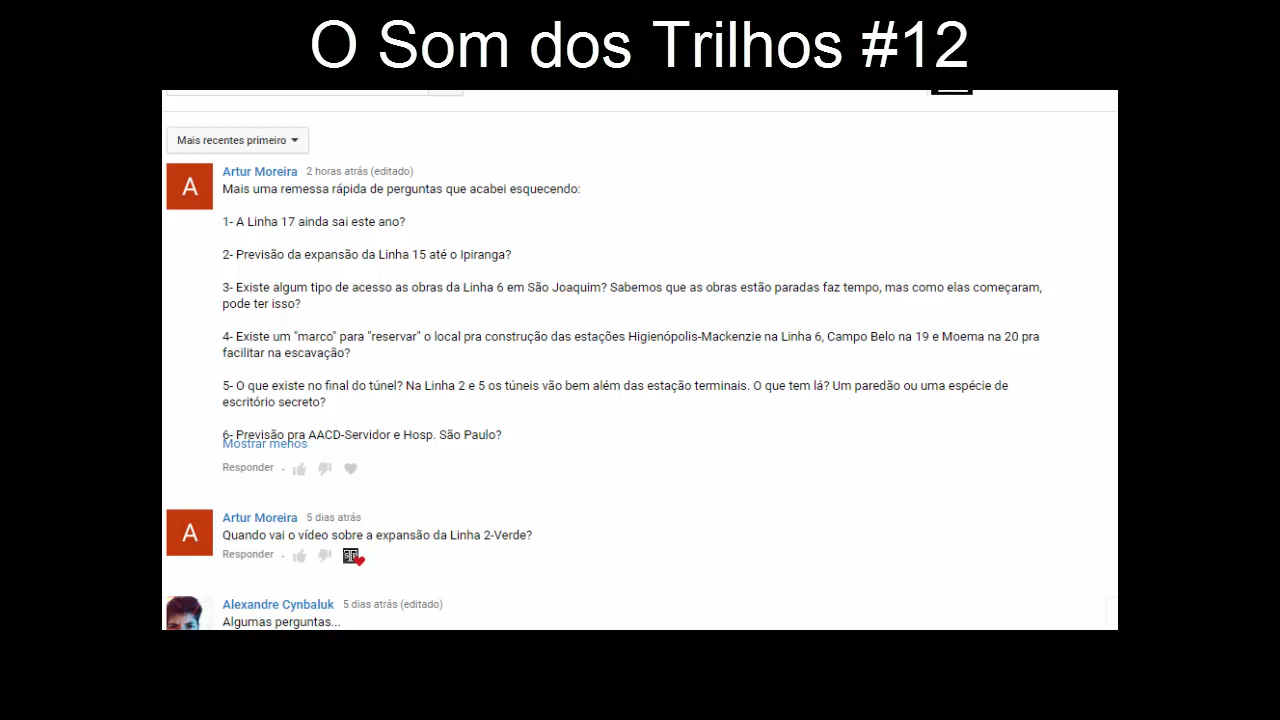 O Som dos Trilhos #12
Mais recentes primeiro
A
Artur Moreira 2 horas atrás (editado)
Mais uma remessa rápida de perguntas que acabei esquecendo:
1- A Linha 17 ainda sai este ano?
2- Previsão da expansão da Linha 15 até o Ipiranga?
3- Existe algum tipo de acesso as obras da Linha 6 em São Joaquim? Sabemos que as obras estão paradas faz tempo, mas como elas começaram,
pode ter isso?
4- Existe um "marco" para "reservar" o local pra construção das estações Higienópolis-Mackenzie na Linha 6, Campo Belo na 19 e Moema na 20 pra
facilitar na escavação?
5- O que existe no final do túnel? Na Linha 2 e 5 os túneis vão bem além das estação terminais. O que tem lá? Um paredão ou uma espécie de
escritório secreto?
6- Previsão pra AACD-Servidor e Hosp. São Paulo?
Mostrar menos
Responder .
A
Artur Moreira 5 dias atrás
Quando vai o vídeo sobre a expansão da Linha 2-Verde?
Responder .
Alexandre Cynbaluk 5 dias atrás (editado)
Algumas perguntas...